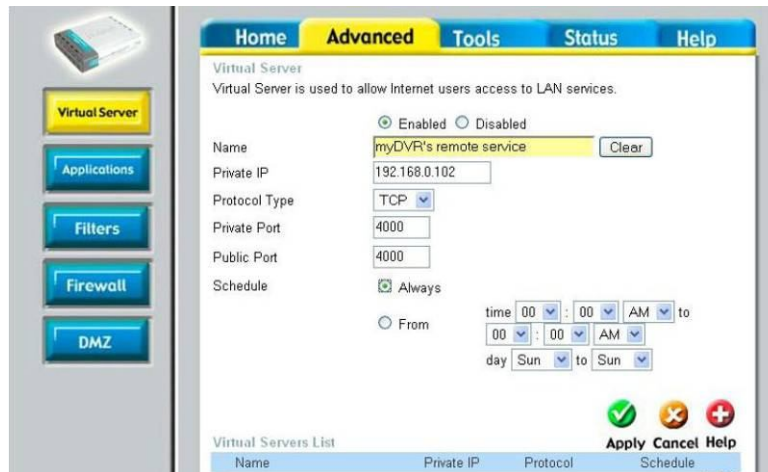 Home Advanced Tools Status Help
Virtual Server
Virtual Server is used to allow Internet users access to LAN services.
Virtual Server
Enabled Disabled
Name myDVR's remote service Clear
Applications
Private IP 192.168.0.102
Protocol Type TCP
Filters
Private Port 4000
Public Port 4000
Firewall
Schedule Always
From time 00 : 00 AM to
00 : 00 AM
DMZ
day Sun to Sun
Apply Cancel Help
Virtual Servers List
Name Private IP Protocol Schedule